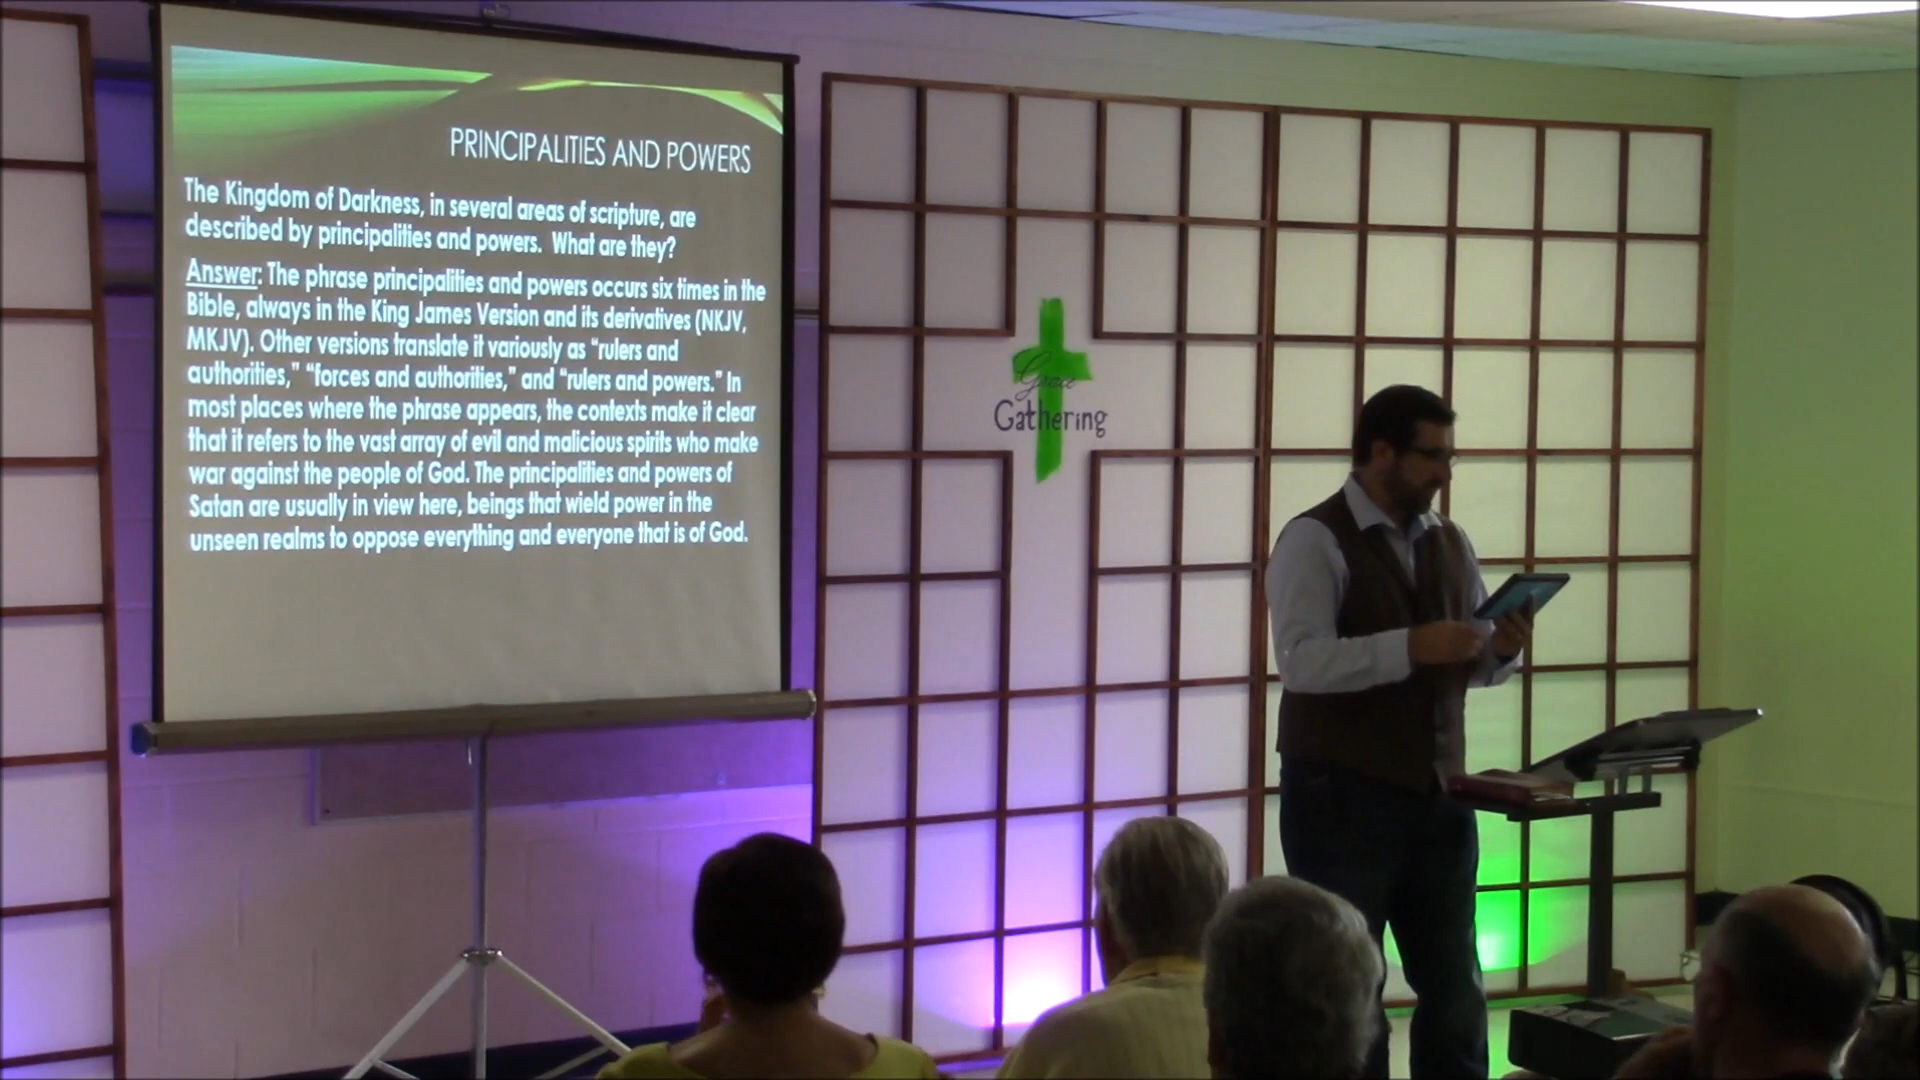 PRINCIPALITIES AND POWERS
The Kingdom of Darkness, in several areas of scripture, are
described by principalities and powers. What are they?
Answer: The phrase principalities and powers occurs six times in the
Bible, always in the King James Version and its derivatives (NKJV,
MKJV). Other versions translate it variously as “rulers and
authorities,” “forces and authorities,” and “rulers and powers.” In
most places where the phrase appears, the contexts make it clear
that it refers to the vast array of evil and malicious spirits who make
war against the people of God. The principalities and powers of
Satan are usually in view here, beings that wield power in the
unseen realms to oppose everything and everyone that is of God.
Grace
Gathering